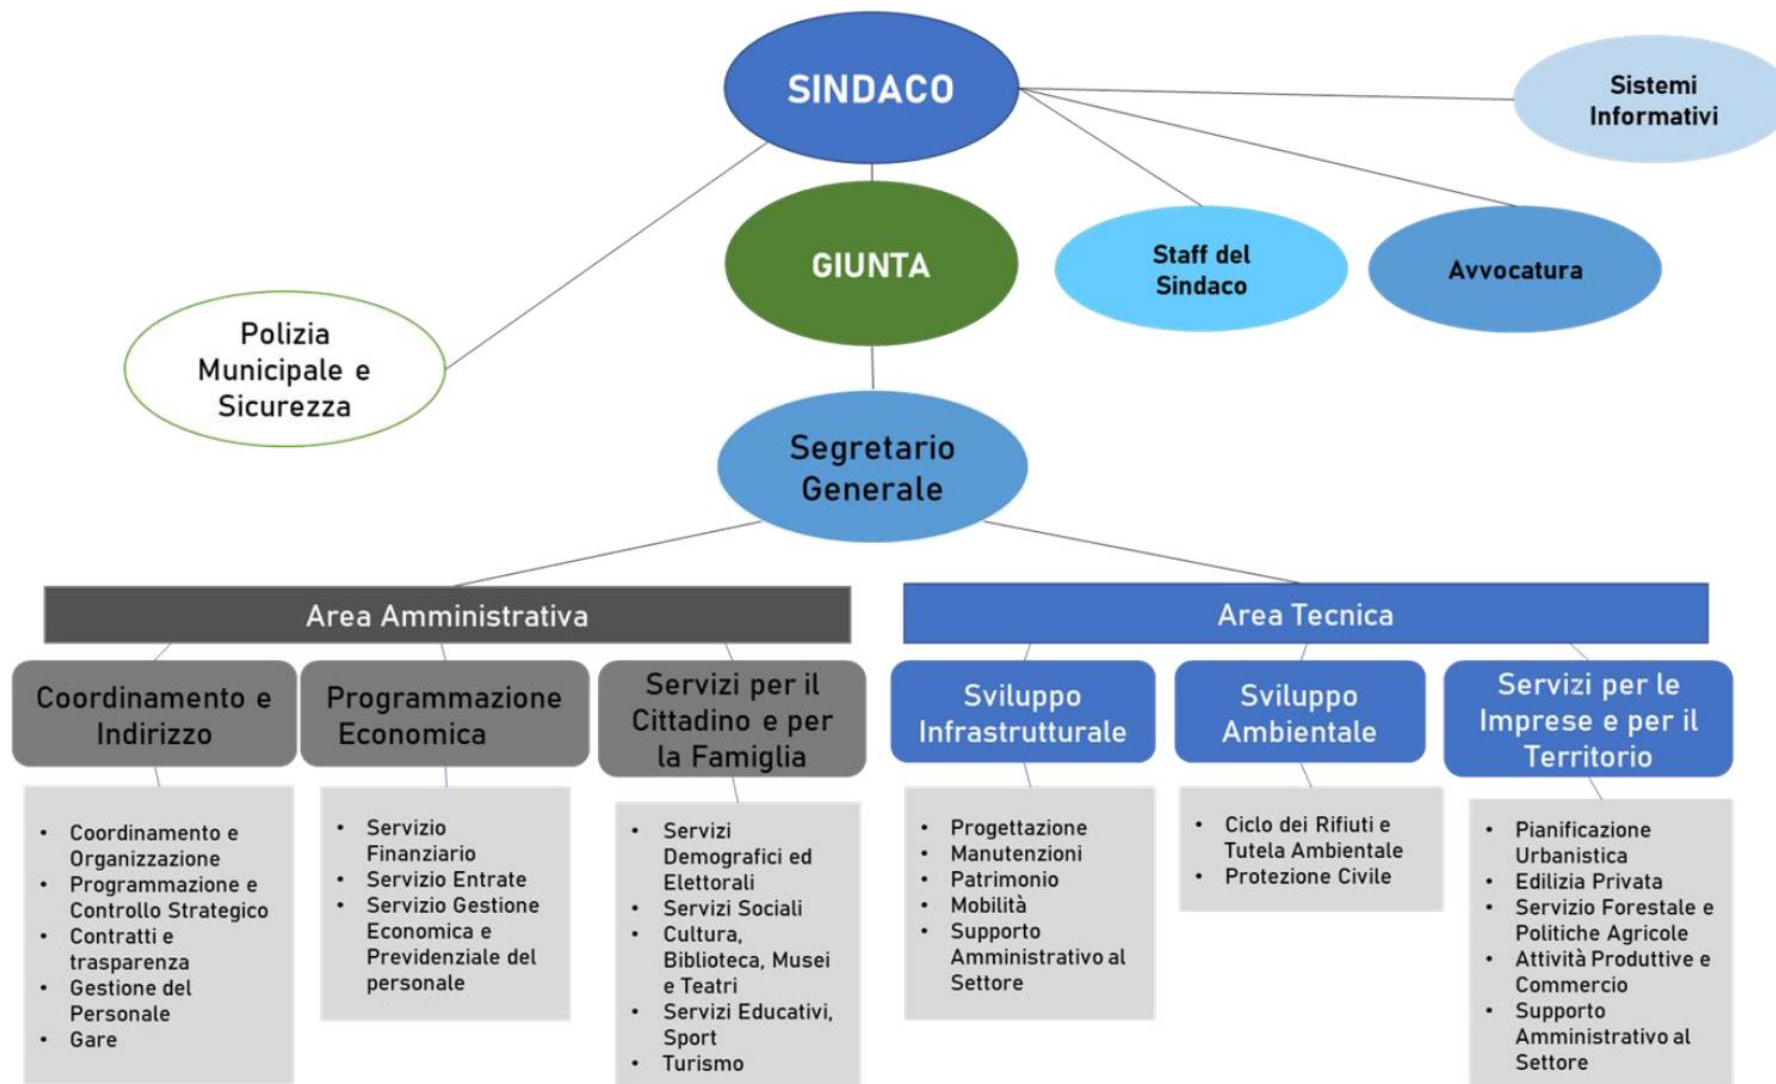 SINDACO
Sistemi
Informativi
GIUNTA
Staff del
Sindaco
Avvocatura
Polizia
Municipale e
Sicurezza
Segretario
Generale
Area Amministrativa
Area Tecnica
Coordinamento e
Indirizzo
Programmazione
Economica
Servizi per il
Cittadino e per
la Famiglia
Sviluppo
Infrastrutturale
Sviluppo
Ambientale
Servizi per le
Imprese e per il
Territorio
• Coordinamento e
Organizzazione
• Programmazione e
Controllo Strategico
• Contratti e
trasparenza
• Gestione del
Personale
• Gare
• Servizio
Finanziario
• Servizio Entrate
• Servizio Gestione
Economica e
Previdenziale del
personale
• Servizi
Demografici ed
Elettorali
• Servizi Sociali
• Cultura,
Biblioteca, Musei
e Teatri
• Servizi Educativi,
Sport
• Turismo
• Progettazione
• Manutenzioni
• Patrimonio
• Mobilità
• Supporto
Amministrativo al
Settore
• Ciclo dei Rifiuti e
Tutela Ambientale
• Protezione Civile
• Pianificazione
Urbanistica
• Edilizia Privata
• Servizio Forestale e
Politiche Agricole
• Attività Produttive e
Commercio
• Supporto
Amministrativo al
Settore